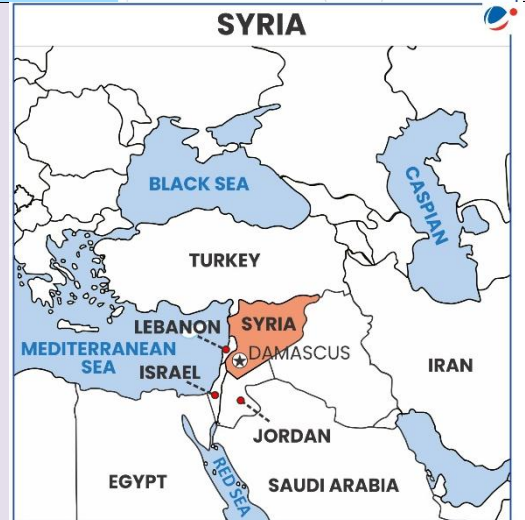 SYRIA
BLACK SEA
CASPIAN
TURKEY
LEBANON
SYRIA
MEDITERRANEAN
SEA
DAMASCUS
ISRAEL
IRAN
JORDAN
EGYPT
RED SEA
SAUDI ARABIA